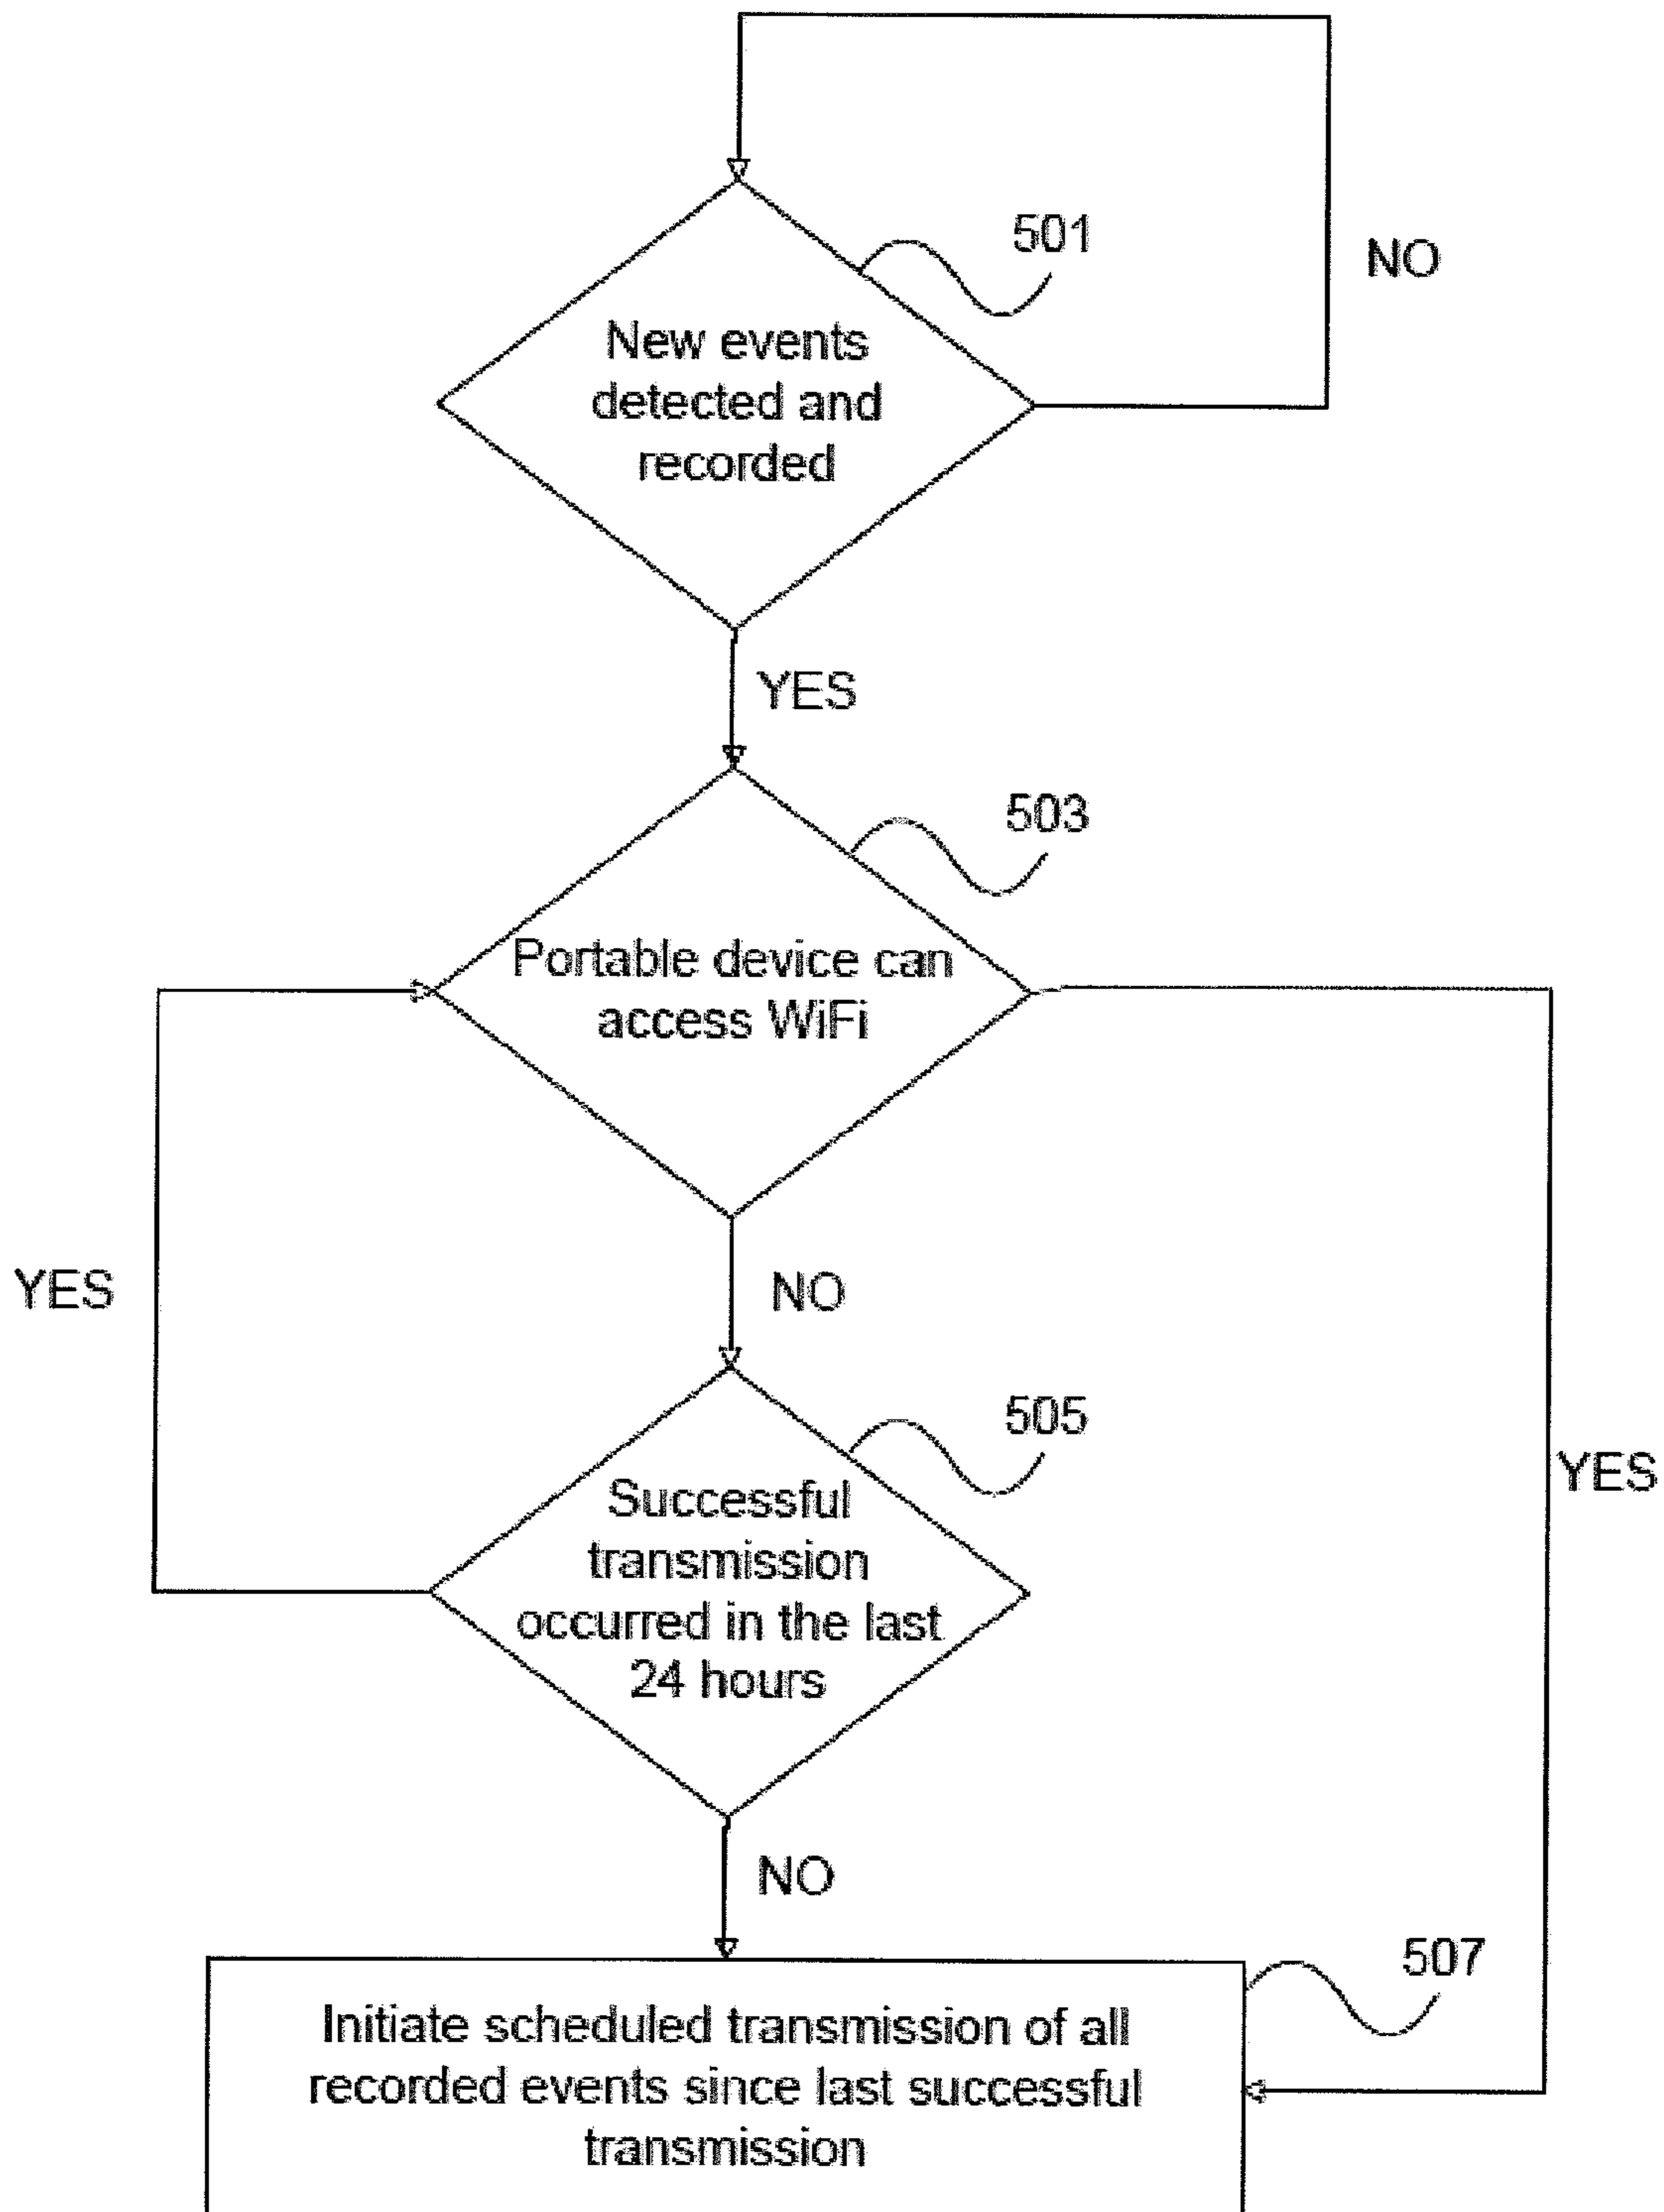 501
NO
New events
detected and
recorded
YES
503
Portable device can
access WiFi
YES
NO
505
YES
Successful
transmission
occurred in the last
24 hours
NO
507
Initiate scheduled transmission of all
recorded events since last successful
transmission